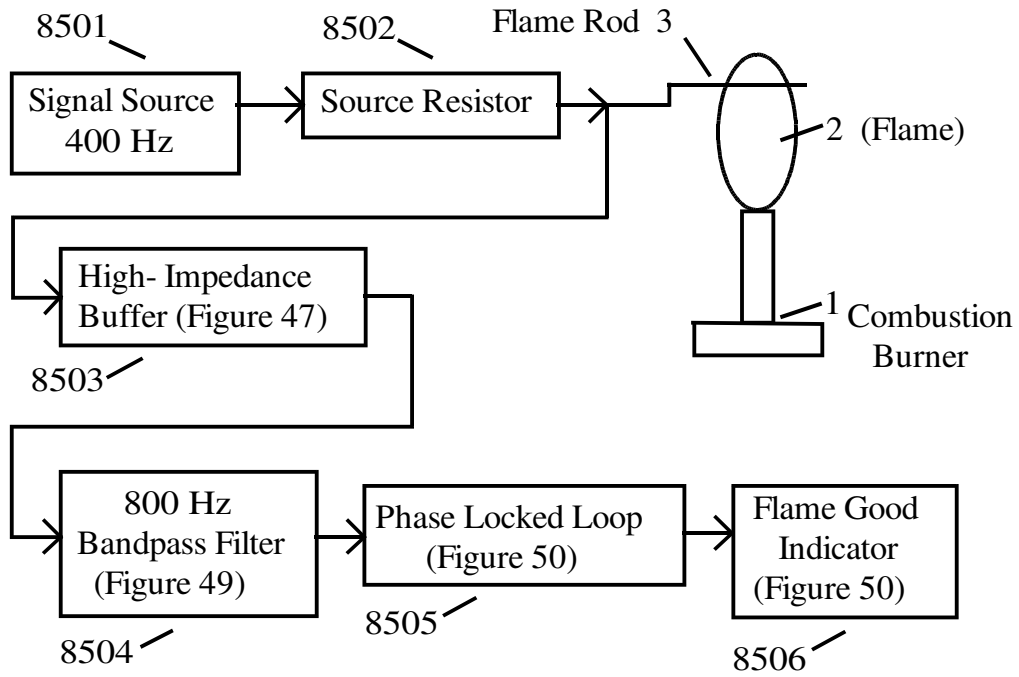 8501
8502
Flame Rod 3
Signal Source
400 Hz
Source Resistor
2 (Flame)
High- Impedance
Buffer (Figure 47)
8503
1 Combustion
Burner
800 Hz
Bandpass Filter
(Figure 49)
8504
Phase Locked Loop
(Figure 50)
8505
Flame Good
Indicator
(Figure 50)
8506